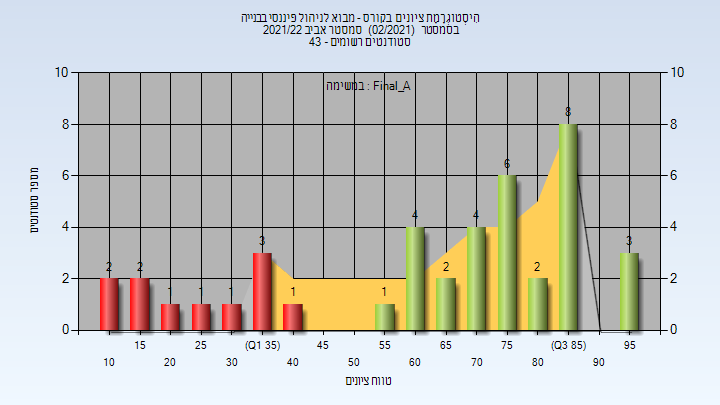 הִיסְטוֹגְרָמַת ציונים בקורס - מבוא לניהול פיננסי בבנייה
בסמסטר (02/2021) סמסטר אביב 2021/22
סטודנטים רשומים - 43
במשימה : Final_A
מספר סטודנטים
10 10
8 8
6 6
4 4
2 2
0 0
2 2 1 1 1 3 1 1 4 2 4 6 2 8 3
15 25 (Q1 35) 45 55 65 75 (Q3 85) 95
10 20 30 40 50 60 70 80 90
טווח ציונים